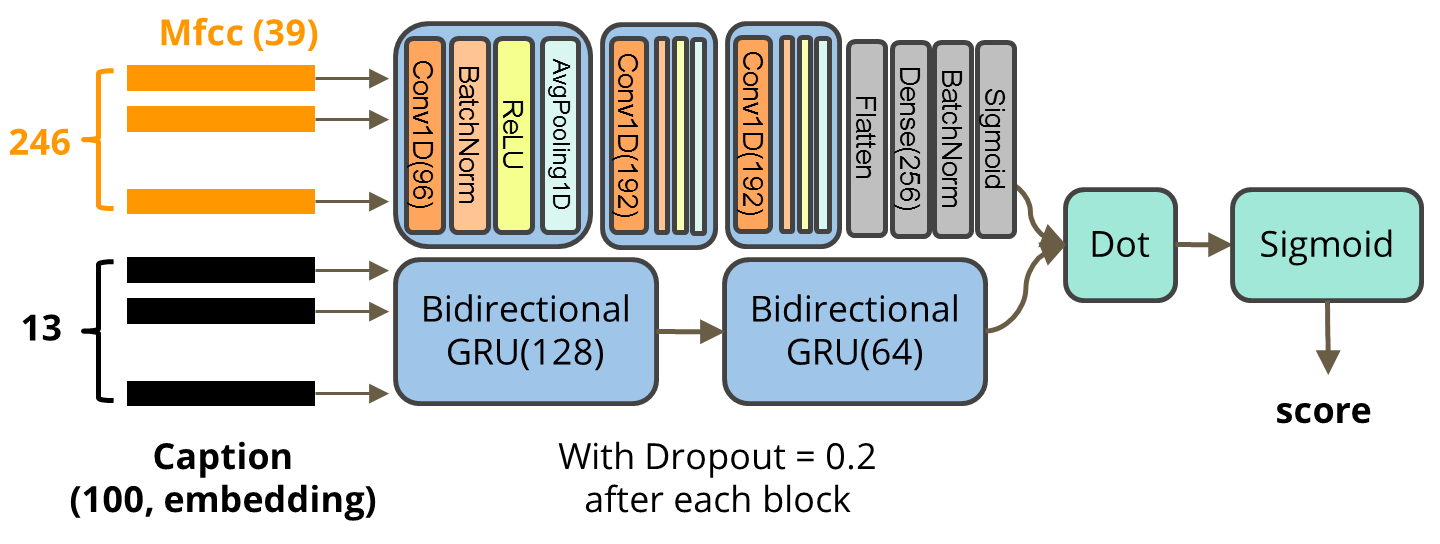 Mfcc (39)
246
Conv1D(96)
BatchNorm
ReLU
AvgPooling1D
Conv1D(192)
Conv1D(192)
Flatten
Dense(256)
BatchNorm
Sigmoid
Dot
Sigmoid
score
13
Bidirectional
GRU(128)
Bidirectional
GRU(64)
Caption
(100, embedding)
With Dropout = 0.2
after each block